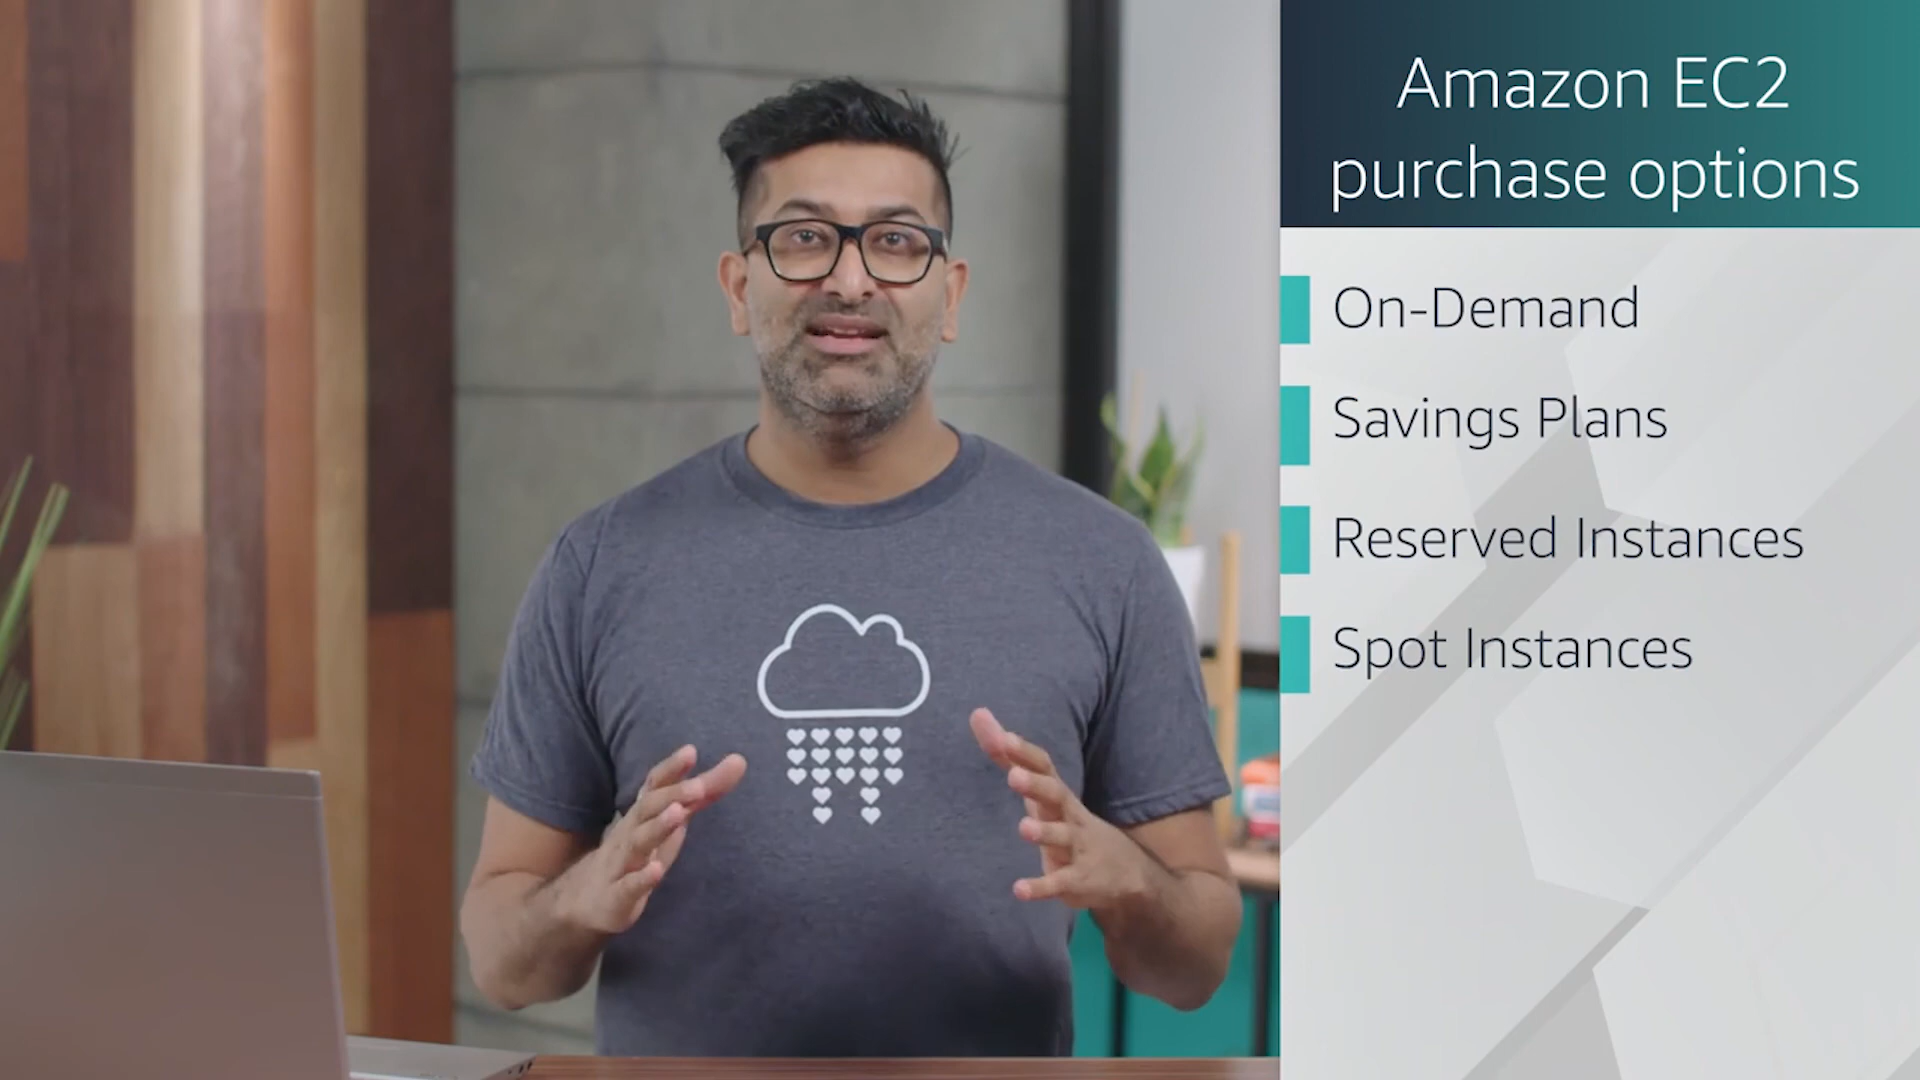 Amazon EC2
purchase options
On-Demand
Savings Plans
Reserved Instances
Spot Instances